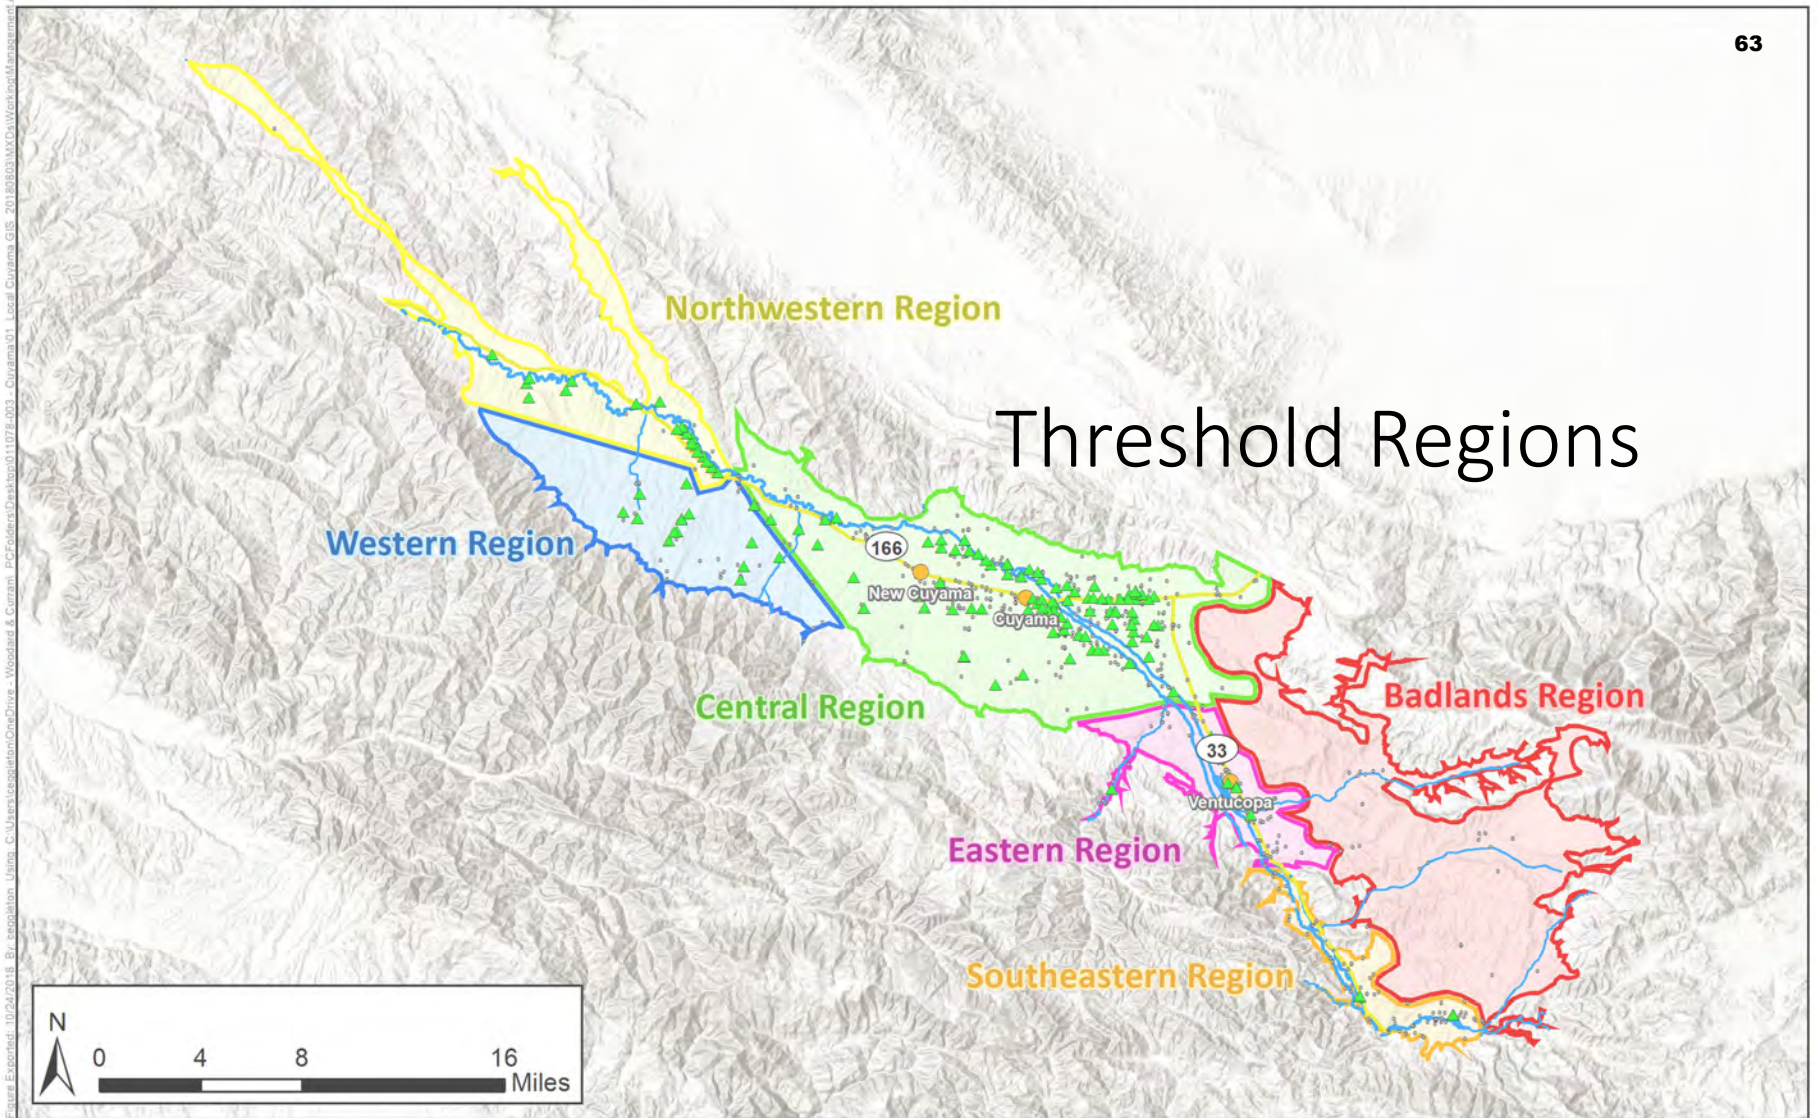 63
Northwestern Region
Threshold Regions
Western Region
166
New Cuyama
Cuyama
Central Region
Badlands Region
33
Ventucopa
Eastern Region
Southeastern Region
N
0 4 8 16
Miles